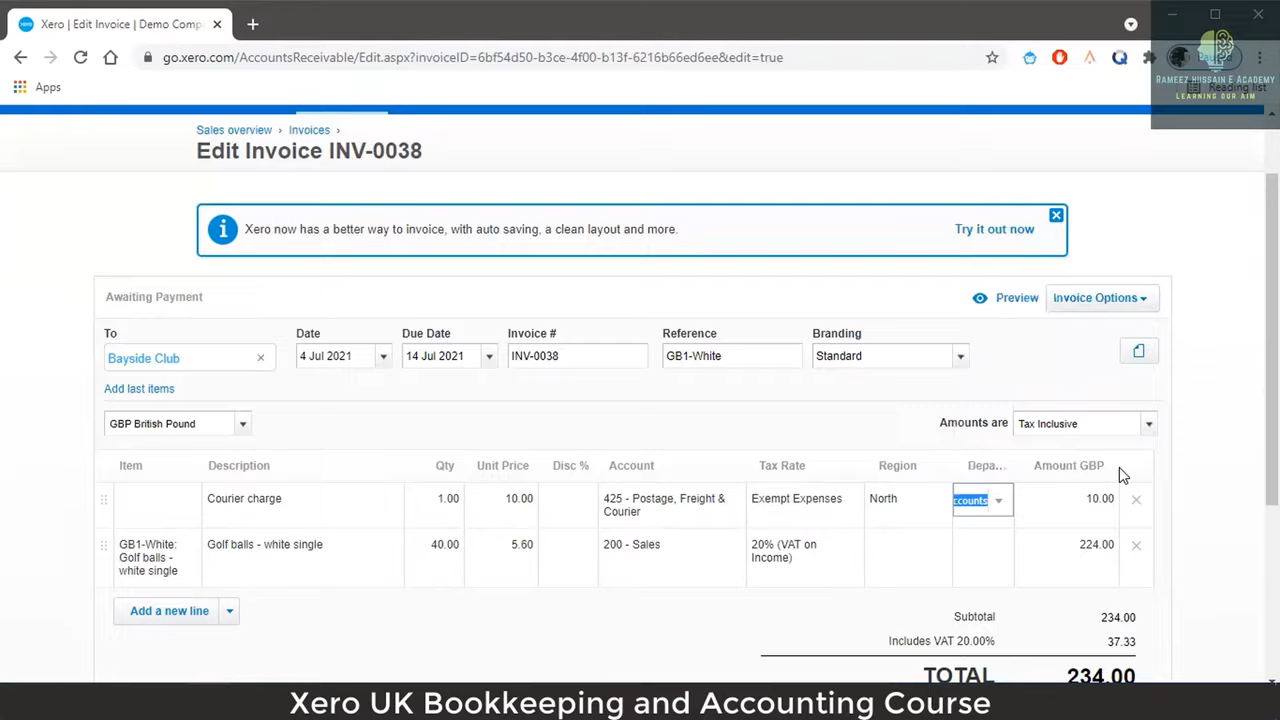 Xero | Edit Invoice | Demo Comp
go.xero.com/AccountsReceivable/Edit.aspx?invoiceID=6bf54d50-b3ce-4f00-b13f-6216b66ed6ee&edit=true
Apps
Reading list
RAMEEZ HUSSAIN E ACADEMY
LEARNING OUR AIM
Sales overview › Invoices ›
Edit Invoice INV-0038
Xero now has a better way to invoice, with auto saving, a clean layout and more.
Try it out now
Awaiting Payment
Preview
Invoice Options
To Date Due Date Invoice # Reference Branding
Bayside Club 4 Jul 2021 14 Jul 2021 INV-0038 GB1-White Standard
Add last items
GBP British Pound
Amounts are Tax Inclusive
Item Description Qty Unit Price Disc % Account Tax Rate Region Depa... Amount GBP
Courier charge 1.00 10.00 425 - Postage, Freight & Courier Exempt Expenses North ccounts 10.00
GB1-White: Golf balls - white single Golf balls - white single 40.00 5.60 200 - Sales 20% (VAT on Income) 224.00
Add a new line
Subtotal 234.00
Includes VAT 20.00% 37.33
TOTAL 234.00
Xero UK Bookkeeping and Accounting Course